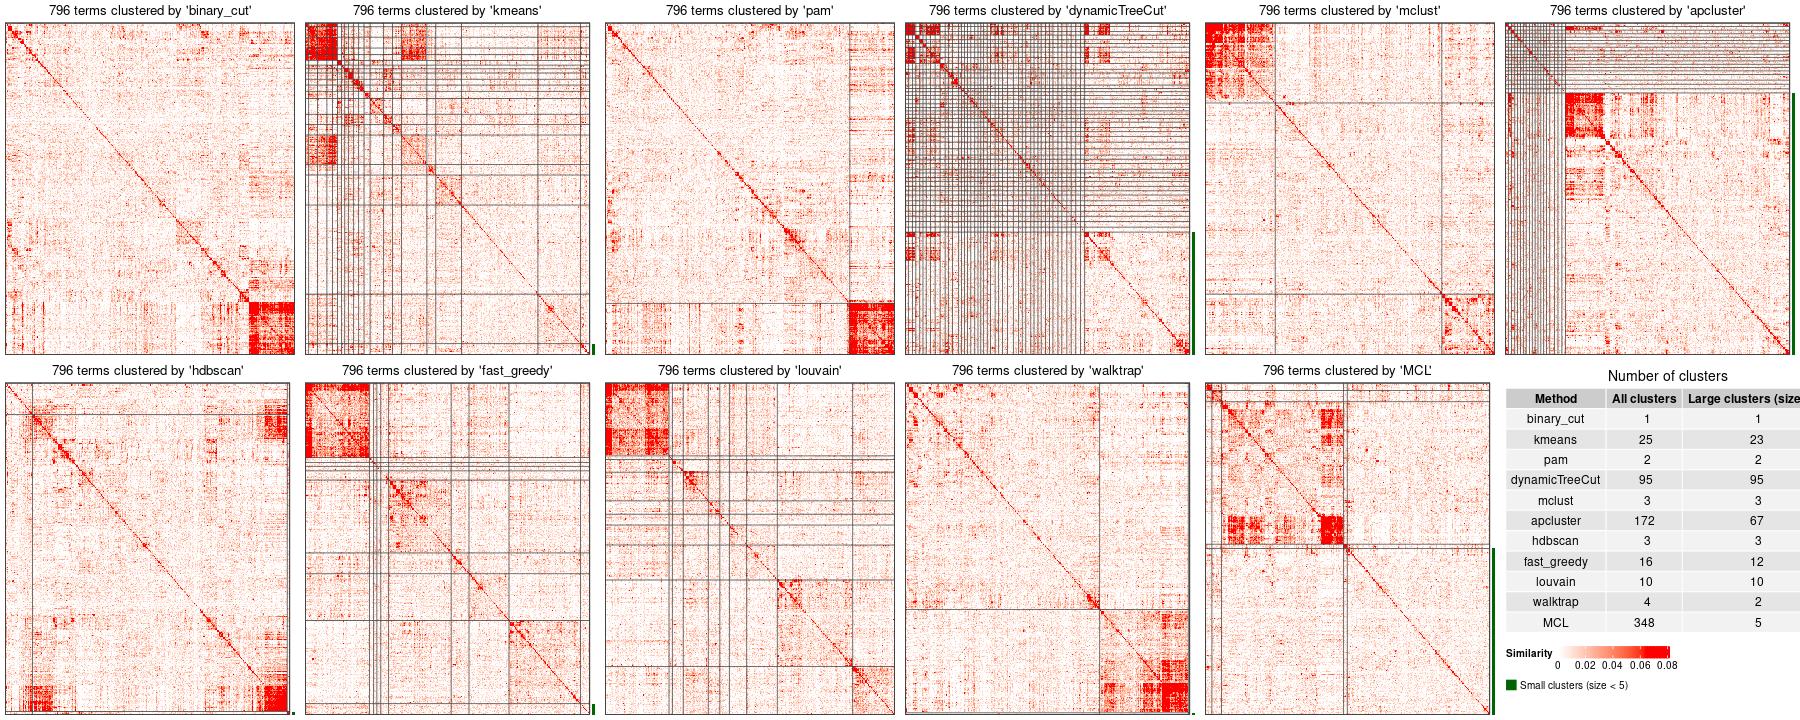 796 terms clustered by 'binary_cut'
796 terms clustered by 'kmeans'
796 terms clustered by 'pam'
796 terms clustered by 'dynamicTreeCut'
796 terms clustered by 'mclust'
796 terms clustered by 'apcluster'
796 terms clustered by 'hdbscan'
796 terms clustered by 'fast_greedy'
796 terms clustered by 'louvain'
796 terms clustered by 'walktrap'
796 terms clustered by 'MCL'
Number of clusters
Method All clusters Large clusters (size
binary_cut 1 1
kmeans 25 23
pam 2 2
dynamicTreeCut 95 95
mclust 3 3
apcluster 172 67
hdbscan 3 3
fast_greedy 16 12
louvain 10 10
walktrap 4 2
MCL 348 5
Similarity
0 0.02 0.04 0.06 0.08
Small clusters (size < 5)